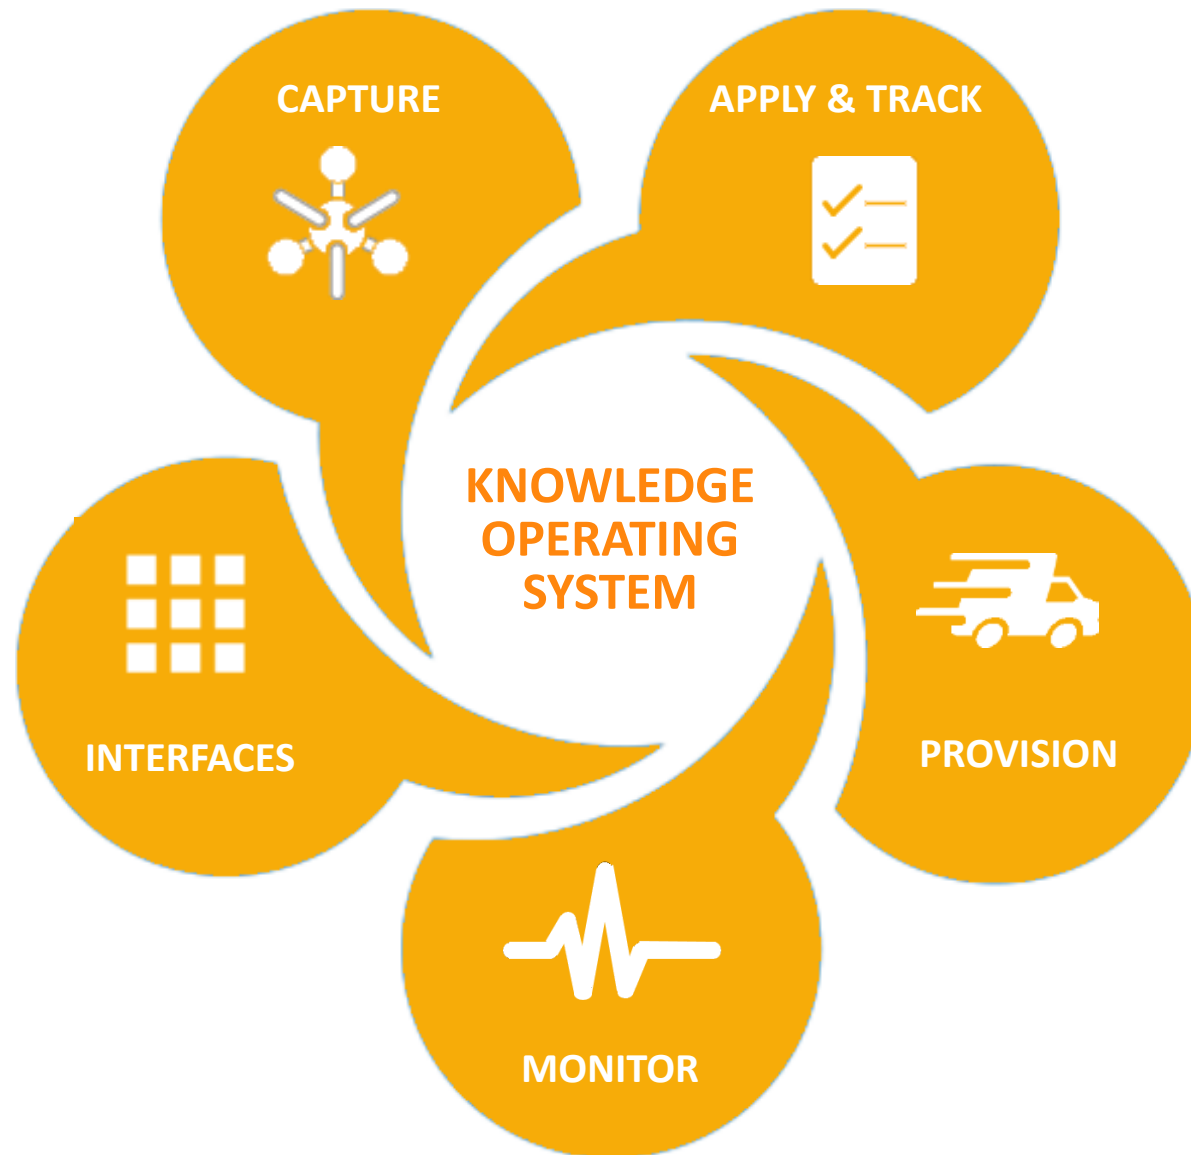 CAPTURE
APPLY & TRACK
KNOWLEDGE
OPERATING
SYSTEM
INTERFACES
PROVISION
MONITOR